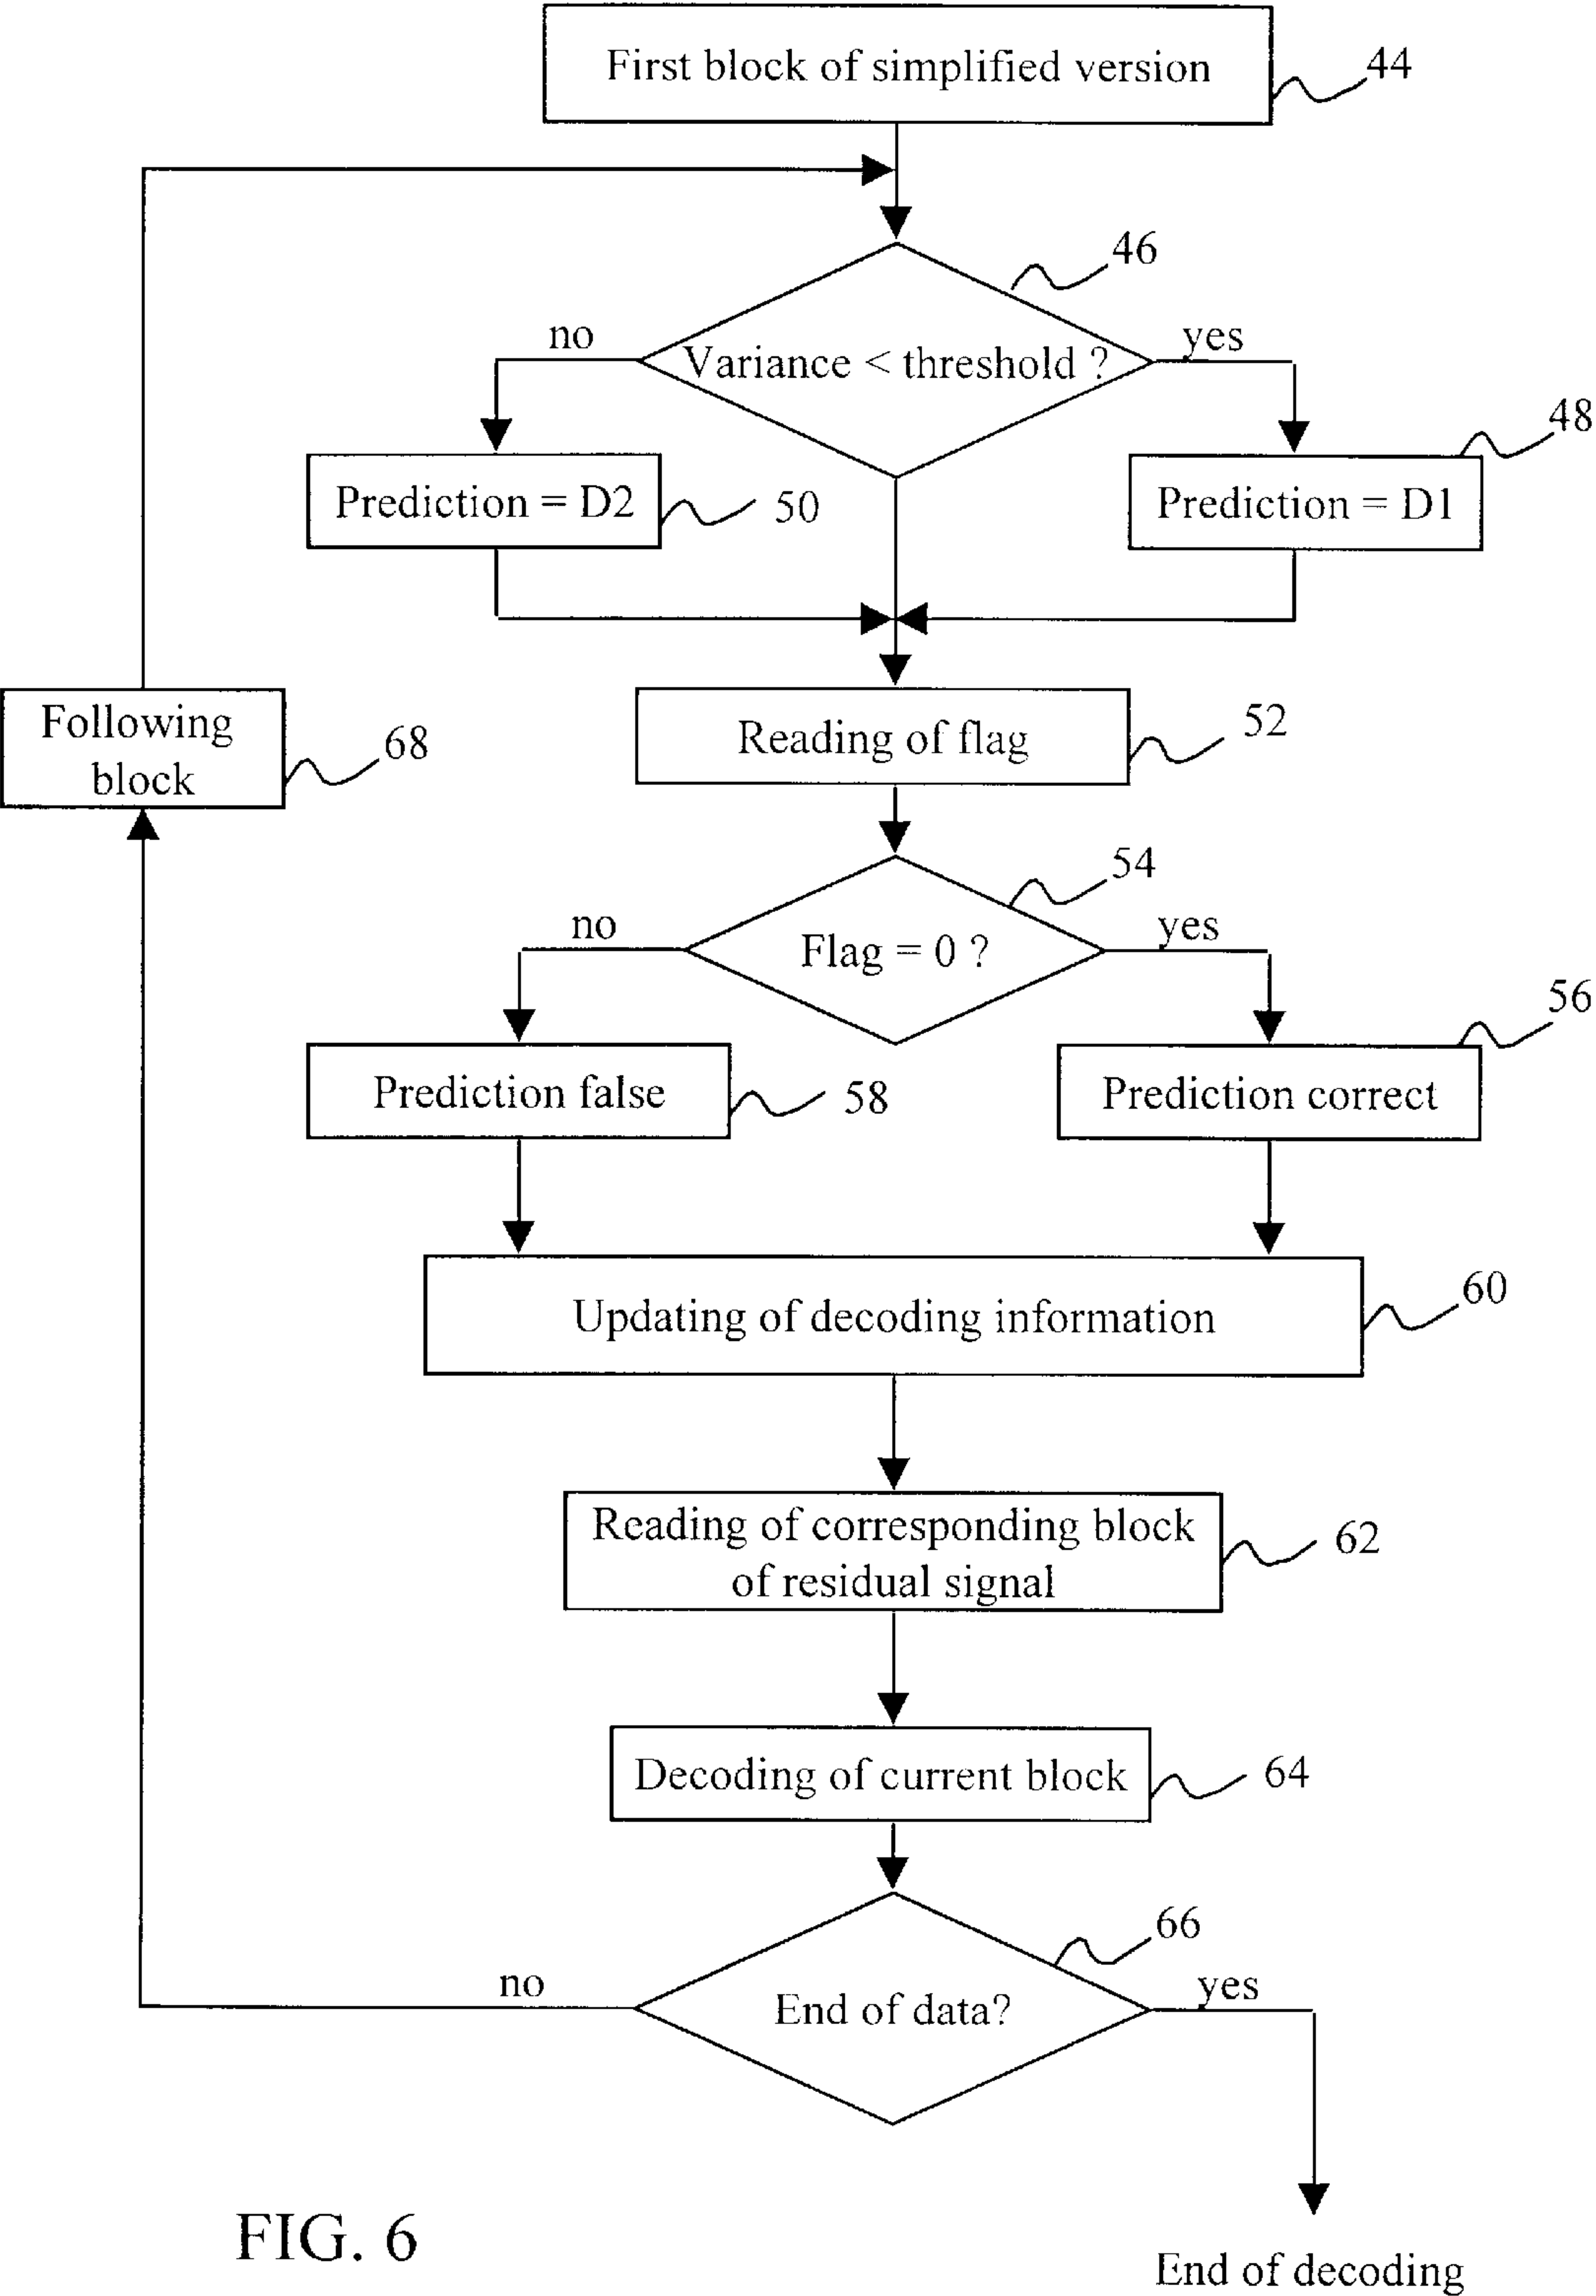 First block of simplified version
44
46
no
Variance < threshold ?
yes
48
Prediction = D2
50
Prediction = D1
Following
block
68
Reading of flag
52
54
no
Flag = 0 ?
yes
56
Prediction false
58
Prediction correct
Updating of decoding information
60
Reading of corresponding block
of residual signal
62
Decoding of current block
64
66
no
End of data?
yes
FIG. 6
End of decoding